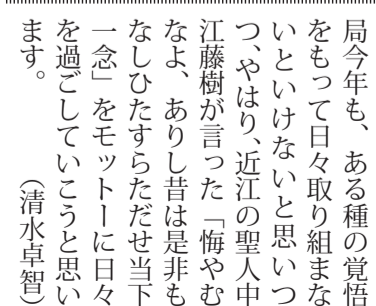 局今年も、ある種の覚悟
をもって日々取り組まな
いといけないと思いつ
つ、やはり、近江の聖人中
江藤樹が言った「悔やむ
なよ、ありし昔は是非も
なしひたすらただせ当下
一念」をモットーに日々
を過ごしていこうと思い
ます。
（清水卓智）